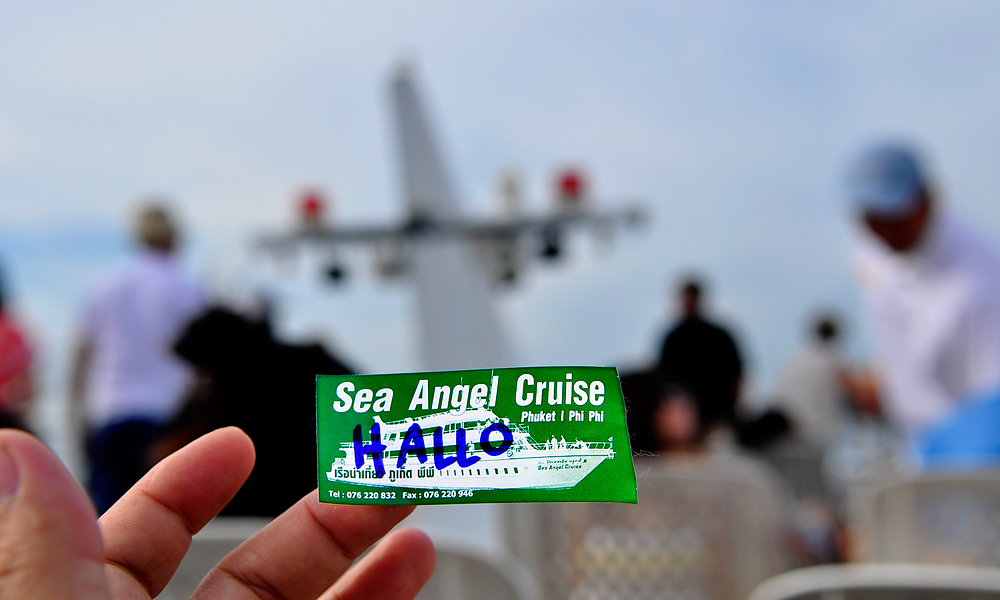 Sea Angel Cruise
Phuket | Phi Phi
HALLO
เรือนำเที่ยว ภูเก็ต พีพี
Sea Angel Cruise
Tel : 076 220 832 Fax : 076 220 946